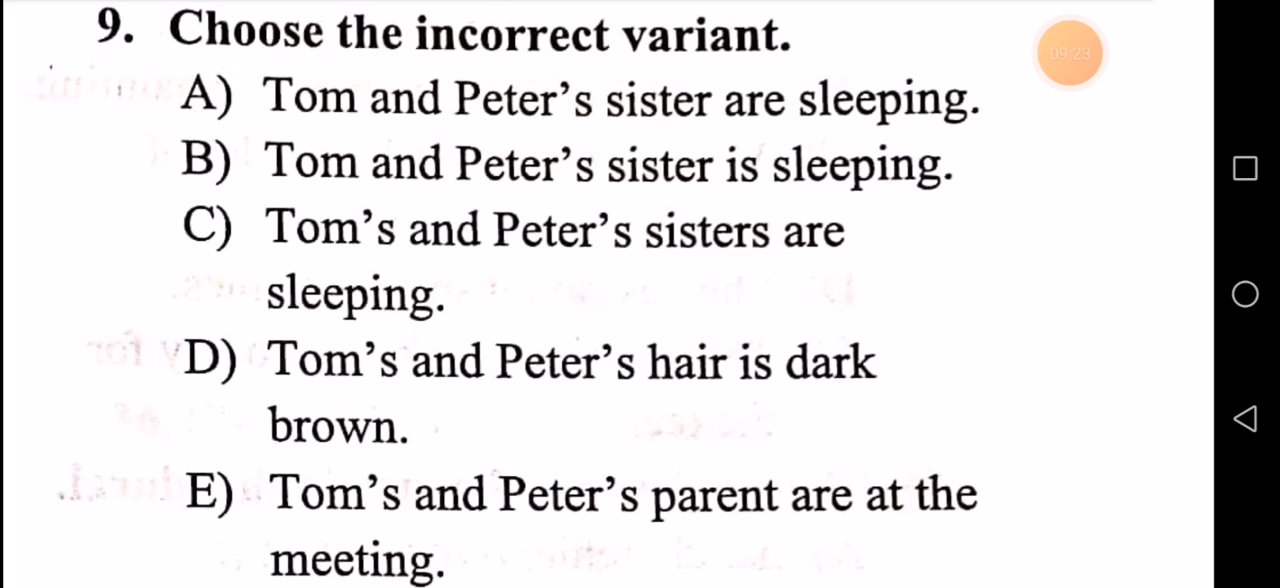 9. Choose the incorrect variant.
09:23
A) Tom and Peter's sister are sleeping.
B) Tom and Peter's sister is sleeping.
C) Tom's and Peter's sisters are
sleeping.
D) Tom's and Peter's hair is dark
brown.
E) Tom's and Peter's parent are at the
meeting.